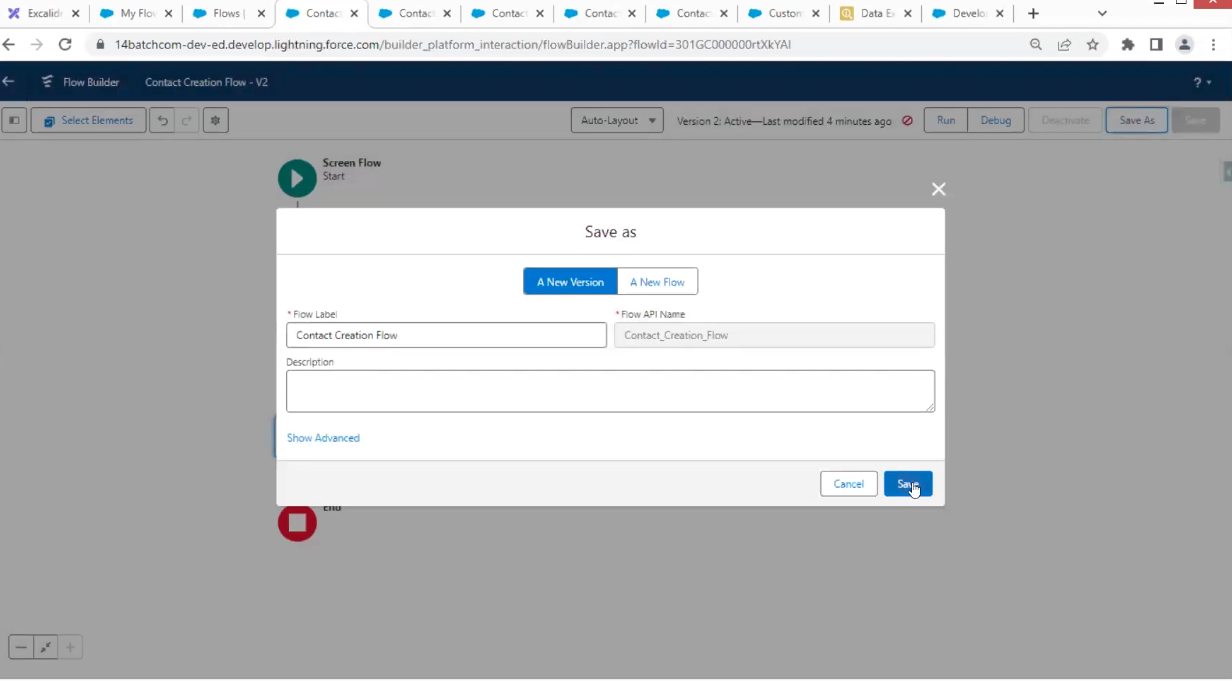 Excalidr My Flo Flows | Contac Contac Contac Contac Contac Custom Data Ex Develo
14batchcom-dev-ed.develop.lightning.force.com/builder_platform_interaction/flowBuilder.app?flowId=301GC000000rtXkYAI
Flow Builder Contact Creation Flow - V2 ?
Select Elements Auto-Layout Version 2: Active—Last modified 4 minutes ago Run Debug Deactivate Save As Save
Screen Flow
Start
Save as
A New Version A New Flow
* Flow Label * Flow API Name
Contact Creation Flow Contact_Creation_Flow
Description
Show Advanced
Cancel Save
End